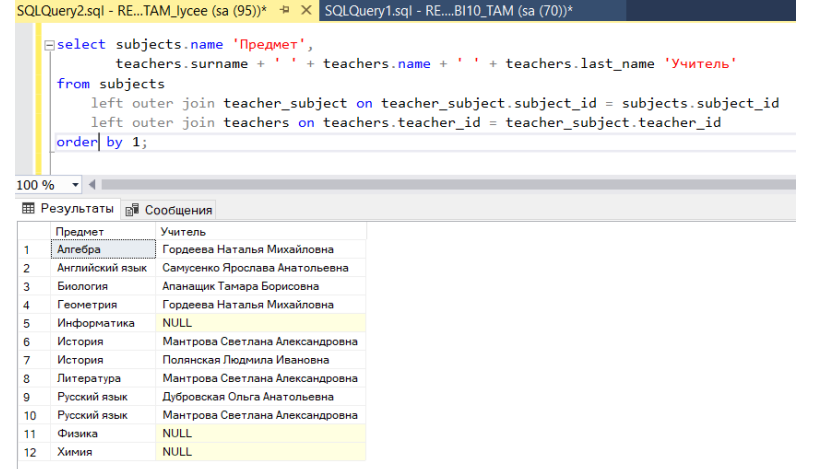 SQLQuery2.sql - RE...TAM_lycee (sa (95))* SQLQuery1.sql - RE....BI10_TAM (sa (70))*
select subjects.name 'Предмет',
teachers.surname + ' ' + teachers.name + ' ' + teachers.last_name 'Учитель'
from subjects
left outer join teacher_subject on teacher_subject.subject_id = subjects.subject_id
left outer join teachers on teachers.teacher_id = teacher_subject.teacher_id
order by 1;
100 %
Результаты Сообщения
Предмет Учитель
1 Алгебра Гордеева Наталья Михайловна
2 Английский язык Самусенко Ярослава Анатольевна
3 Биология Апанащик Тамара Борисовна
4 Геометрия Гордеева Наталья Михайловна
5 Информатика NULL
6 История Мантрова Светлана Александровна
7 История Полянская Людмила Ивановна
8 Литература Мантрова Светлана Александровна
9 Русский язык Дубровская Ольга Анатольевна
10 Русский язык Мантрова Светлана Александровна
11 Физика NULL
12 Химия NULL